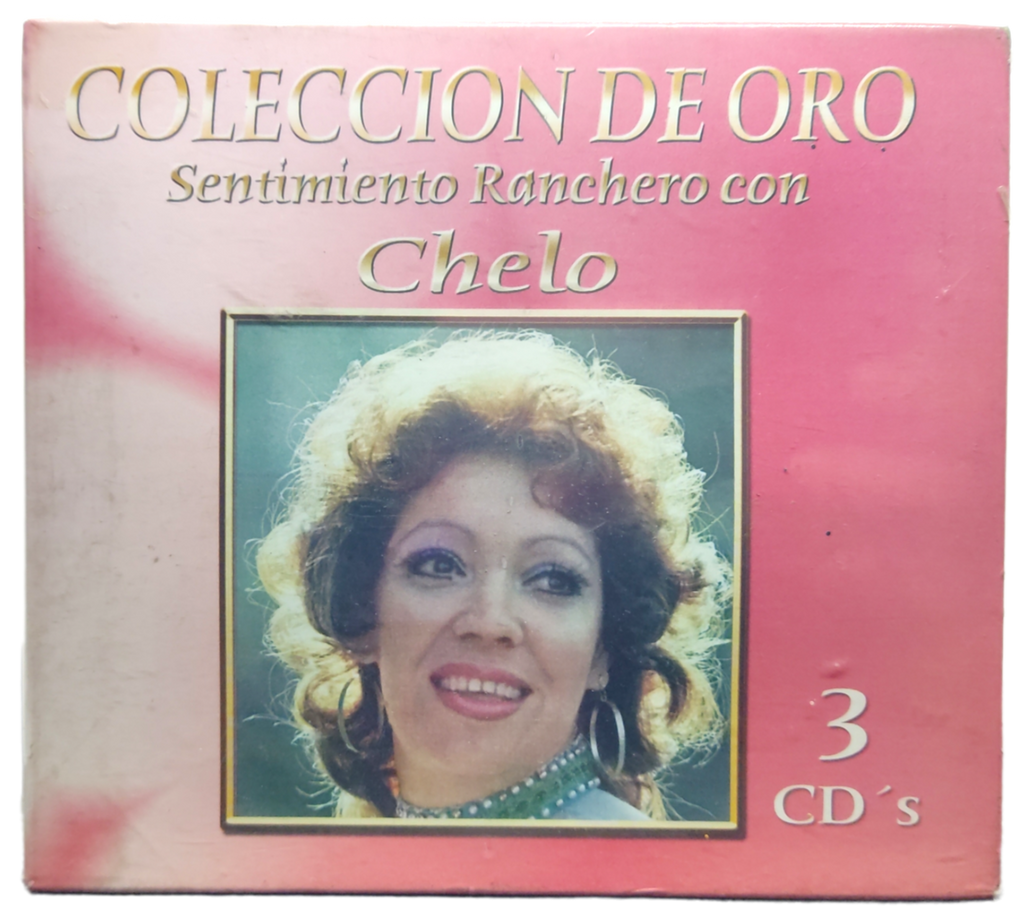 COLECCION DE ORO
Sentimiento Ranchero con
Chelo
3
CD´s